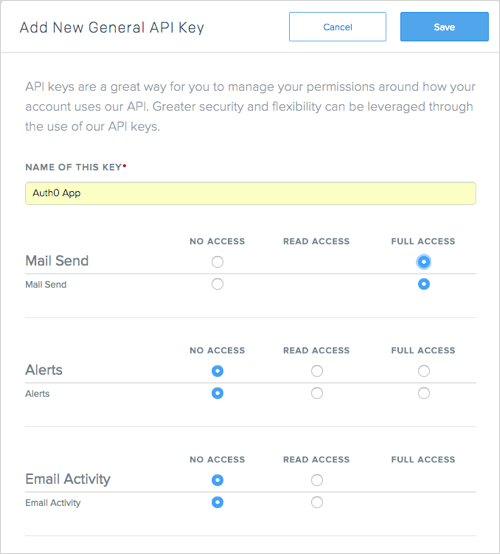 Add New General API Key
Cancel
Save
API keys are a great way for you to manage your permissions around how your
account uses our API. Greater security and flexibility can be leveraged through
the use of our API keys.
NAME OF THIS KEY*
Auth0 App
NO ACCESS READ ACCESS FULL ACCESS
Mail Send
Mail Send
NO ACCESS READ ACCESS FULL ACCESS
Alerts
Alerts
NO ACCESS READ ACCESS FULL ACCESS
Email Activity
Email Activity